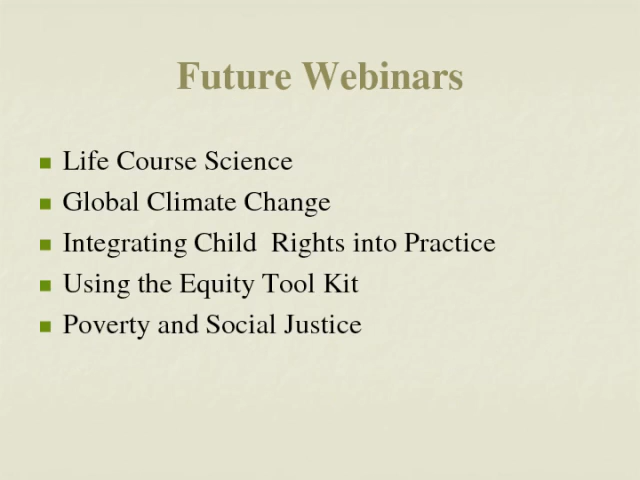 Future Webinars
Life Course Science
Global Climate Change
Integrating Child  Rights into Practice
Using the Equity Tool Kit
Poverty and Social Justice